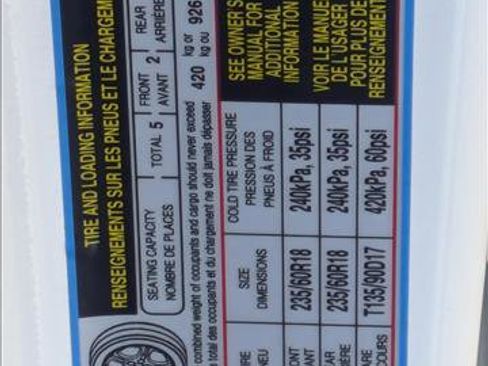 TIRE AND LOADING INFORMATION
RENSEIGNEMENTS SUR LES PNEUS ET LE CHARGEM
SEATING CAPACITY
NOMBRE DE PLACES
TOTAL 5
FRONT
AVANT
2
REAR
ARRIÈRE
combined weight of occupants and cargo should never exceed 420 kg or 926
total des occupants et du chargement ne doit jamais dépasser kg ou
SIZE
DIMENSIONS
COLD TIRE PRESSURE
PRESSION DES
PNEUS À FROID
235/60R18 240kPa, 35psi
235/60R18 240kPa, 35psi
T135/90D17 420kPa, 60psi
SEE OWNER'S
MANUAL FOR
ADDITIONAL
INFORMATION
VOIR LE MANUE
DE L'USAGER
POUR PLUS DE
RENSEIGNEMENT